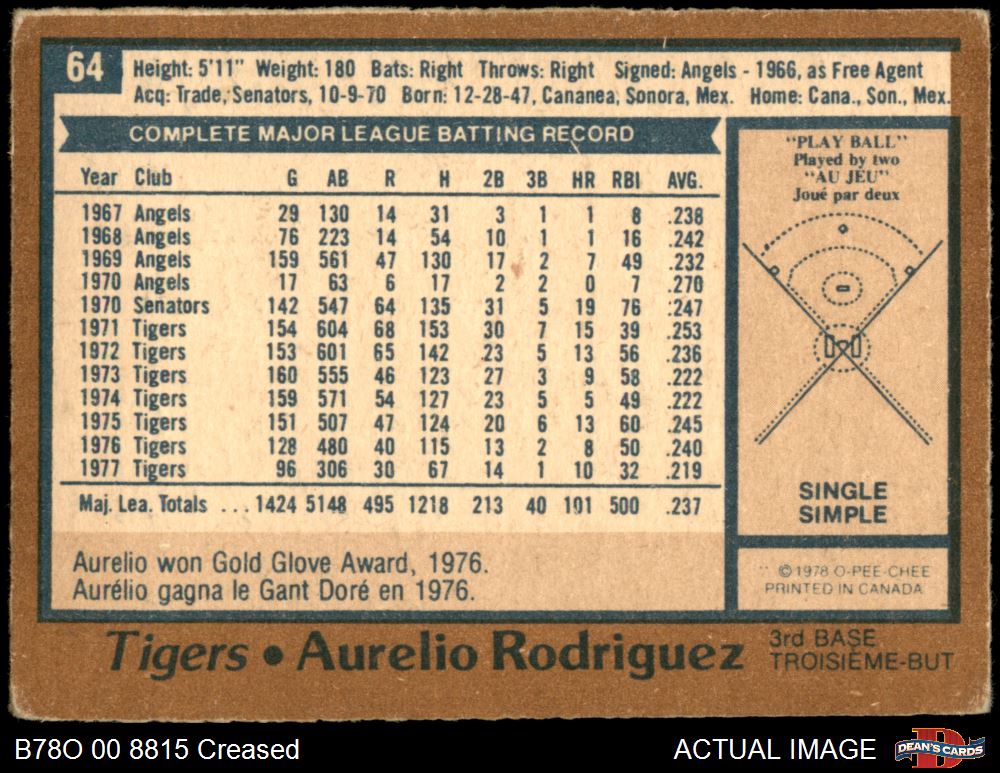 64
Height: 5'11" Weight: 180 Bats: Right Throws: Right Signed: Angels - 1966, as Free Agent
Acq: Trade, Senators, 10-9-70 Born: 12-28-47, Cananea, Sonora, Mex. Home: Cana., Son., Mex.
COMPLETE MAJOR LEAGUE BATTING RECORD
Year Club G AB R H 2B 3B HR RBI AVG.
1967 Angels 29 130 14 31 3 1 1 8 .238
1968 Angels 76 223 14 54 10 1 1 16 .242
1969 Angels 159 561 47 130 17 2 7 49 .232
1970 Angels 17 63 6 17 2 2 0 7 .270
1970 Senators 142 547 64 135 31 5 19 76 .247
1971 Tigers 154 604 68 153 30 7 15 39 .253
1972 Tigers 153 601 65 142 23 5 13 56 .236
1973 Tigers 160 555 46 123 27 3 9 58 .222
1974 Tigers 159 571 54 127 23 5 5 49 .222
1975 Tigers 151 507 47 124 20 6 13 60 .245
1976 Tigers 128 480 40 115 13 2 8 50 .240
1977 Tigers 96 306 30 67 14 1 10 32 .219
Maj. Lea. Totals ... 1424 5148 495 1218 213 40 101 500 .237
Aurelio won Gold Glove Award, 1976.
Aurélio gagna le Gant Doré en 1976.
"PLAY BALL"
Played by two
"AU JEU"
Joué par deux
SINGLE
SIMPLE
© 1978 O-PEE-CHEE
PRINTED IN CANADA
Tigers • Aurelio Rodriguez
3rd BASE
TROISIÈME-BUT
B78O 00 8815 Creased
ACTUAL IMAGE
DEAN'S CARDS